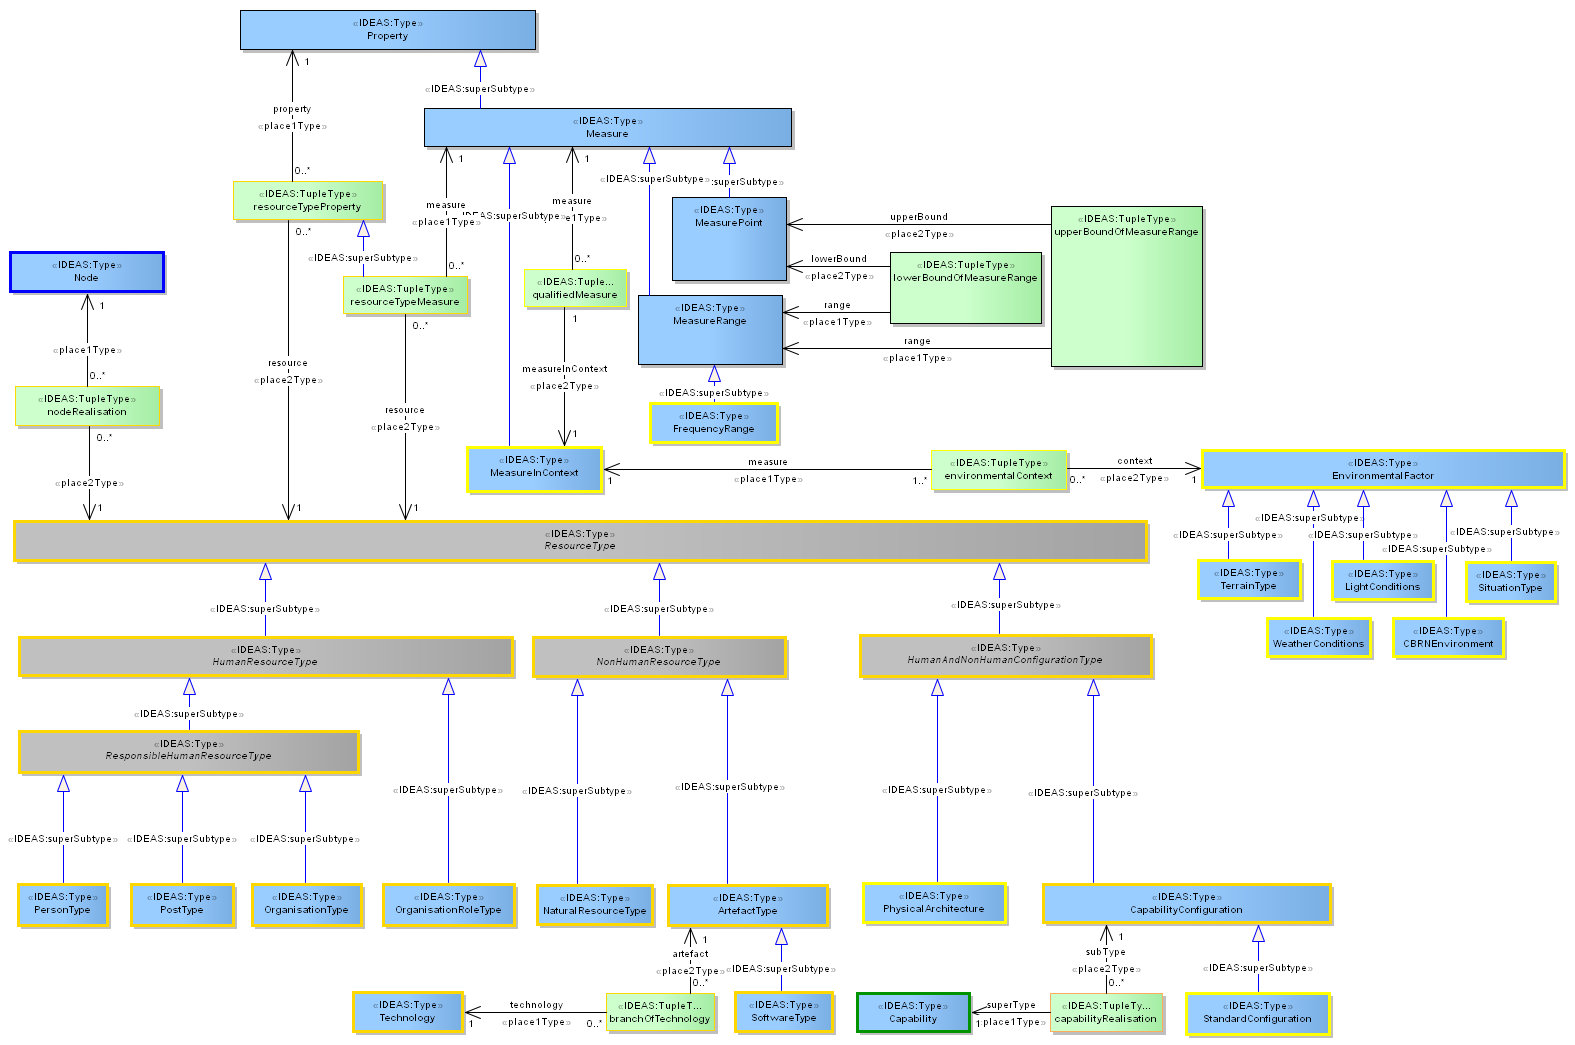 «IDEAS:Type»
Property
«IDEAS:superSubtype»
1
property
«place1Type»
0..*
«IDEAS:Type»
Measure
«IDEAS:TupleType»
resourceTypeProperty
0..*
«IDEAS:superSubtype»
1
measure
«place1Type»
0..*
«IDEAS:superSubtype»
1
measure
e1Type»
0..*
«IDEAS:superSubtype»
:superSubtype»
«IDEAS:Type»
MeasurePoint
upperBound
«place2Type»
«IDEAS:TupleType»
upperBoundOfMeasureRange
lowerBound
«place2Type»
«IDEAS:TupleType»
lowerBoundOfMeasureRange
range
«place1Type»
range
«place1Type»
«IDEAS:Type»
Node
1
«place1Type»
0..*
«IDEAS:TupleType»
nodeRealisation
0..*
«place2Type»
1
«IDEAS:TupleType»
resourceTypeMeasure
0..*
«IDEAS:Tuple...
qualifiedMeasure
1
measureInContext
«place2Type»
1
«IDEAS:Type»
MeasureRange
«IDEAS:superSubtype»
«IDEAS:Type»
FrequencyRange
resource
«place2Type»
1
resource
«place2Type»
1
«IDEAS:Type»
MeasureInContext
1
measure
«place1Type»
1..*
«IDEAS:TupleType»
environmentalContext
0..*
context
«place2Type»
1
«IDEAS:Type»
EnvironmentalFactor
«IDEAS:superSubtype»
«IDEAS:superSubtype»
«IDEAS:superSubtype»
«IDEAS:superSubtype»
«IDEAS:superSubtype»
«IDEAS:Type»
TerrainType
«IDEAS:Type»
LightConditions
«IDEAS:Type»
SituationType
«IDEAS:Type»
WeatherConditions
«IDEAS:Type»
CBRNEnvironment
«IDEAS:Type»
ResourceType
«IDEAS:superSubtype»
«IDEAS:superSubtype»
«IDEAS:superSubtype»
«IDEAS:Type»
HumanResourceType
«IDEAS:Type»
NonHumanResourceType
«IDEAS:Type»
HumanAndNonHumanConfigurationType
«IDEAS:superSubtype»
«IDEAS:Type»
ResponsibleHumanResourceType
«IDEAS:superSubtype»
«IDEAS:superSubtype»
«IDEAS:superSubtype»
«IDEAS:superSubtype»
«IDEAS:superSubtype»
«IDEAS:superSubtype»
«IDEAS:superSubtype»
«IDEAS:superSubtype»
«IDEAS:Type»
PersonType
«IDEAS:Type»
PostType
«IDEAS:Type»
OrganisationType
«IDEAS:Type»
OrganisationRoleType
«IDEAS:Type»
NaturalResourceType
«IDEAS:Type»
ArtefactType
«IDEAS:Type»
PhysicalArchitecture
«IDEAS:Type»
CapabilityConfiguration
1
artefact
«place2Type»
0..*
«IDEAS:superSubtype»
1
subType
«place2Type»
0..*
«IDEAS:superSubtype»
«IDEAS:Type»
Technology
1
technology
«place1Type»
0..*
«IDEAS:TupleT...
branchOfTechnology
«IDEAS:Type»
SoftwareType
«IDEAS:Type»
Capability
superType
1
:place1Type»
«IDEAS:TupleTy...
capabilityRealisation
«IDEAS:Type»
StandardConfiguration